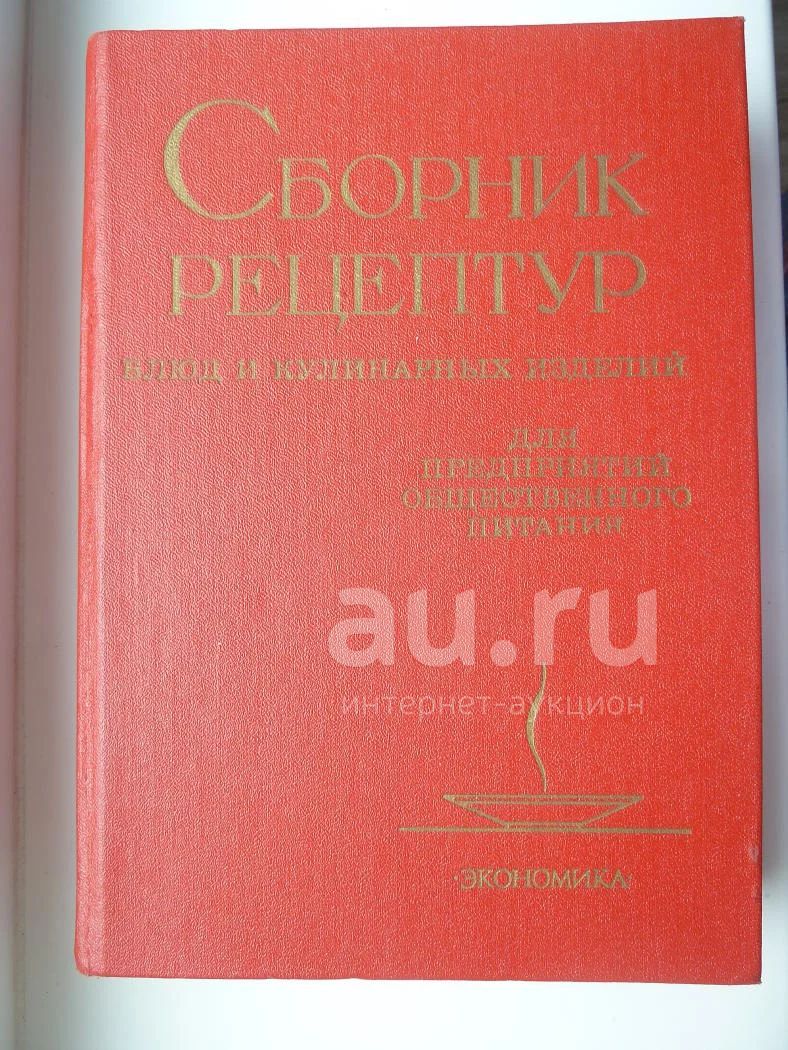 Сборник
рецептур
блюд и кулинарных изделий
для
предприятий
общественного
питания
au.ru
интернет-аукцион
·ЭКОНОМИКА·